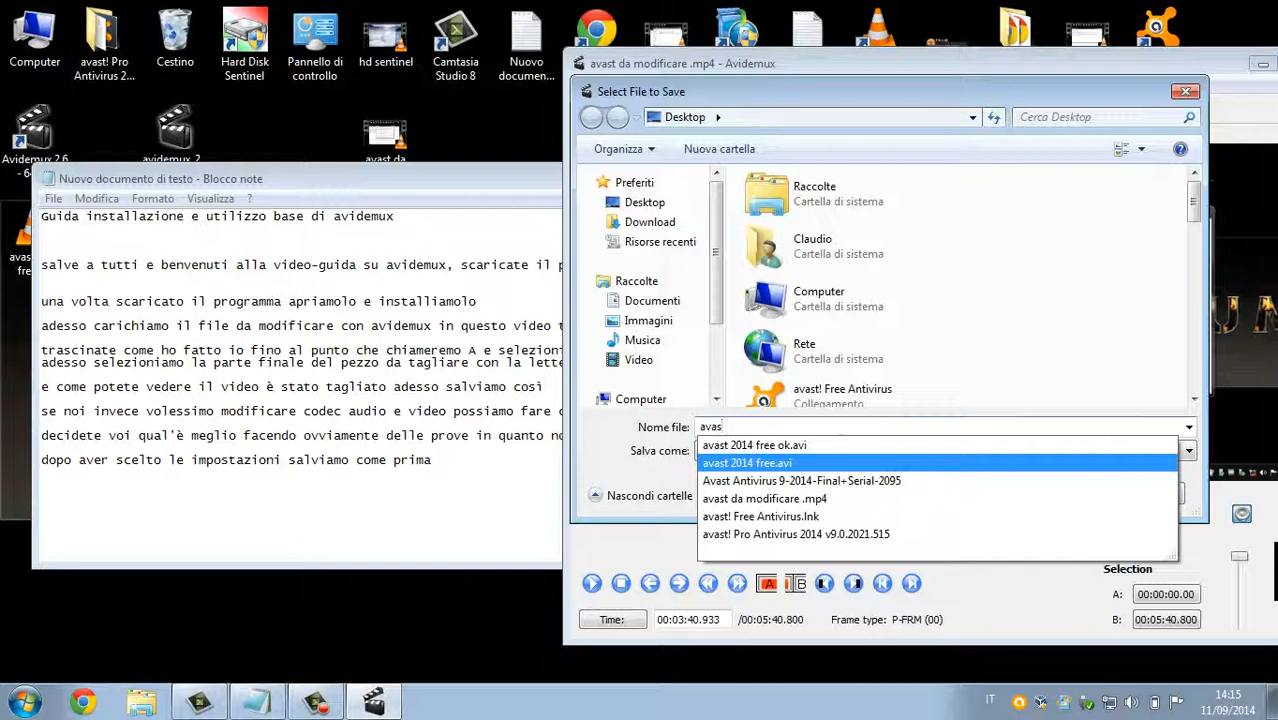 Computer
avast! Pro
Antivirus 2...
Cestino
Hard Disk
Sentinel
Pannello di
controllo
hd sentinel
Camtasia
Studio 8
Nuovo
documen...
Avidemux 2.6
- 64
avidemux_2
avast da
avast da modificare .mp4 - Avidemux
Select File to Save
Desktop
Cerca Desktop
Organizza
Nuova cartella
Preferiti
Desktop
Download
Risorse recenti
Raccolte
Documenti
Immagini
Musica
Video
Computer
Raccolte
Cartella di sistema
Claudio
Cartella di sistema
Computer
Cartella di sistema
Rete
Cartella di sistema
avast! Free Antivirus
Collegamento
Nome file:
avas
Salva come:
Nascondi cartelle
avast 2014 free ok.avi
avast 2014 free.avi
Avast Antivirus 9-2014-Final+Serial-2095
avast da modificare .mp4
avast! Free Antivirus.lnk
avast! Pro Antivirus 2014 v9.0.2021.515
Nuovo documento di testo - Blocco note
File Modifica Formato Visualizza ?
Guida installazione e utilizzo base di avidemux
salve a tutti e benvenuti alla video-guida su avidemux, scaricate il p
una volta scaricato il programma apriamolo e installiamolo
adesso carichiamo il file da modificare con avidemux in questo video t
trascinate come ho fatto io fino al punto che chiameremo A e selezioni
adesso selezioniamo la parte finale del pezzo da tagliare con la lette
e come potete vedere il video è stato tagliato adesso salviamo così
se noi invece volessimo modificare codec audio e video possiamo fare c
decidete voi qual'è meglio facendo ovviamente delle prove in quanto no
dopo aver scelto le impostazioni salviamo come prima
A
B
Selection
A: 00:00:00.00
B: 00:05:40.800
Time: 00:03:40.933 /00:05:40.800 Frame type: P-FRM (00)
IT
14:15
11/09/2014